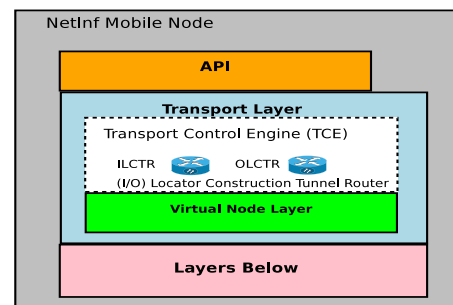 NetInf Mobile Node
API
Transport Layer
Transport Control Engine (TCE)
ILCTR OLCTR
(I/O) Locator Construction Tunnel Router
Virtual Node Layer
Layers Below